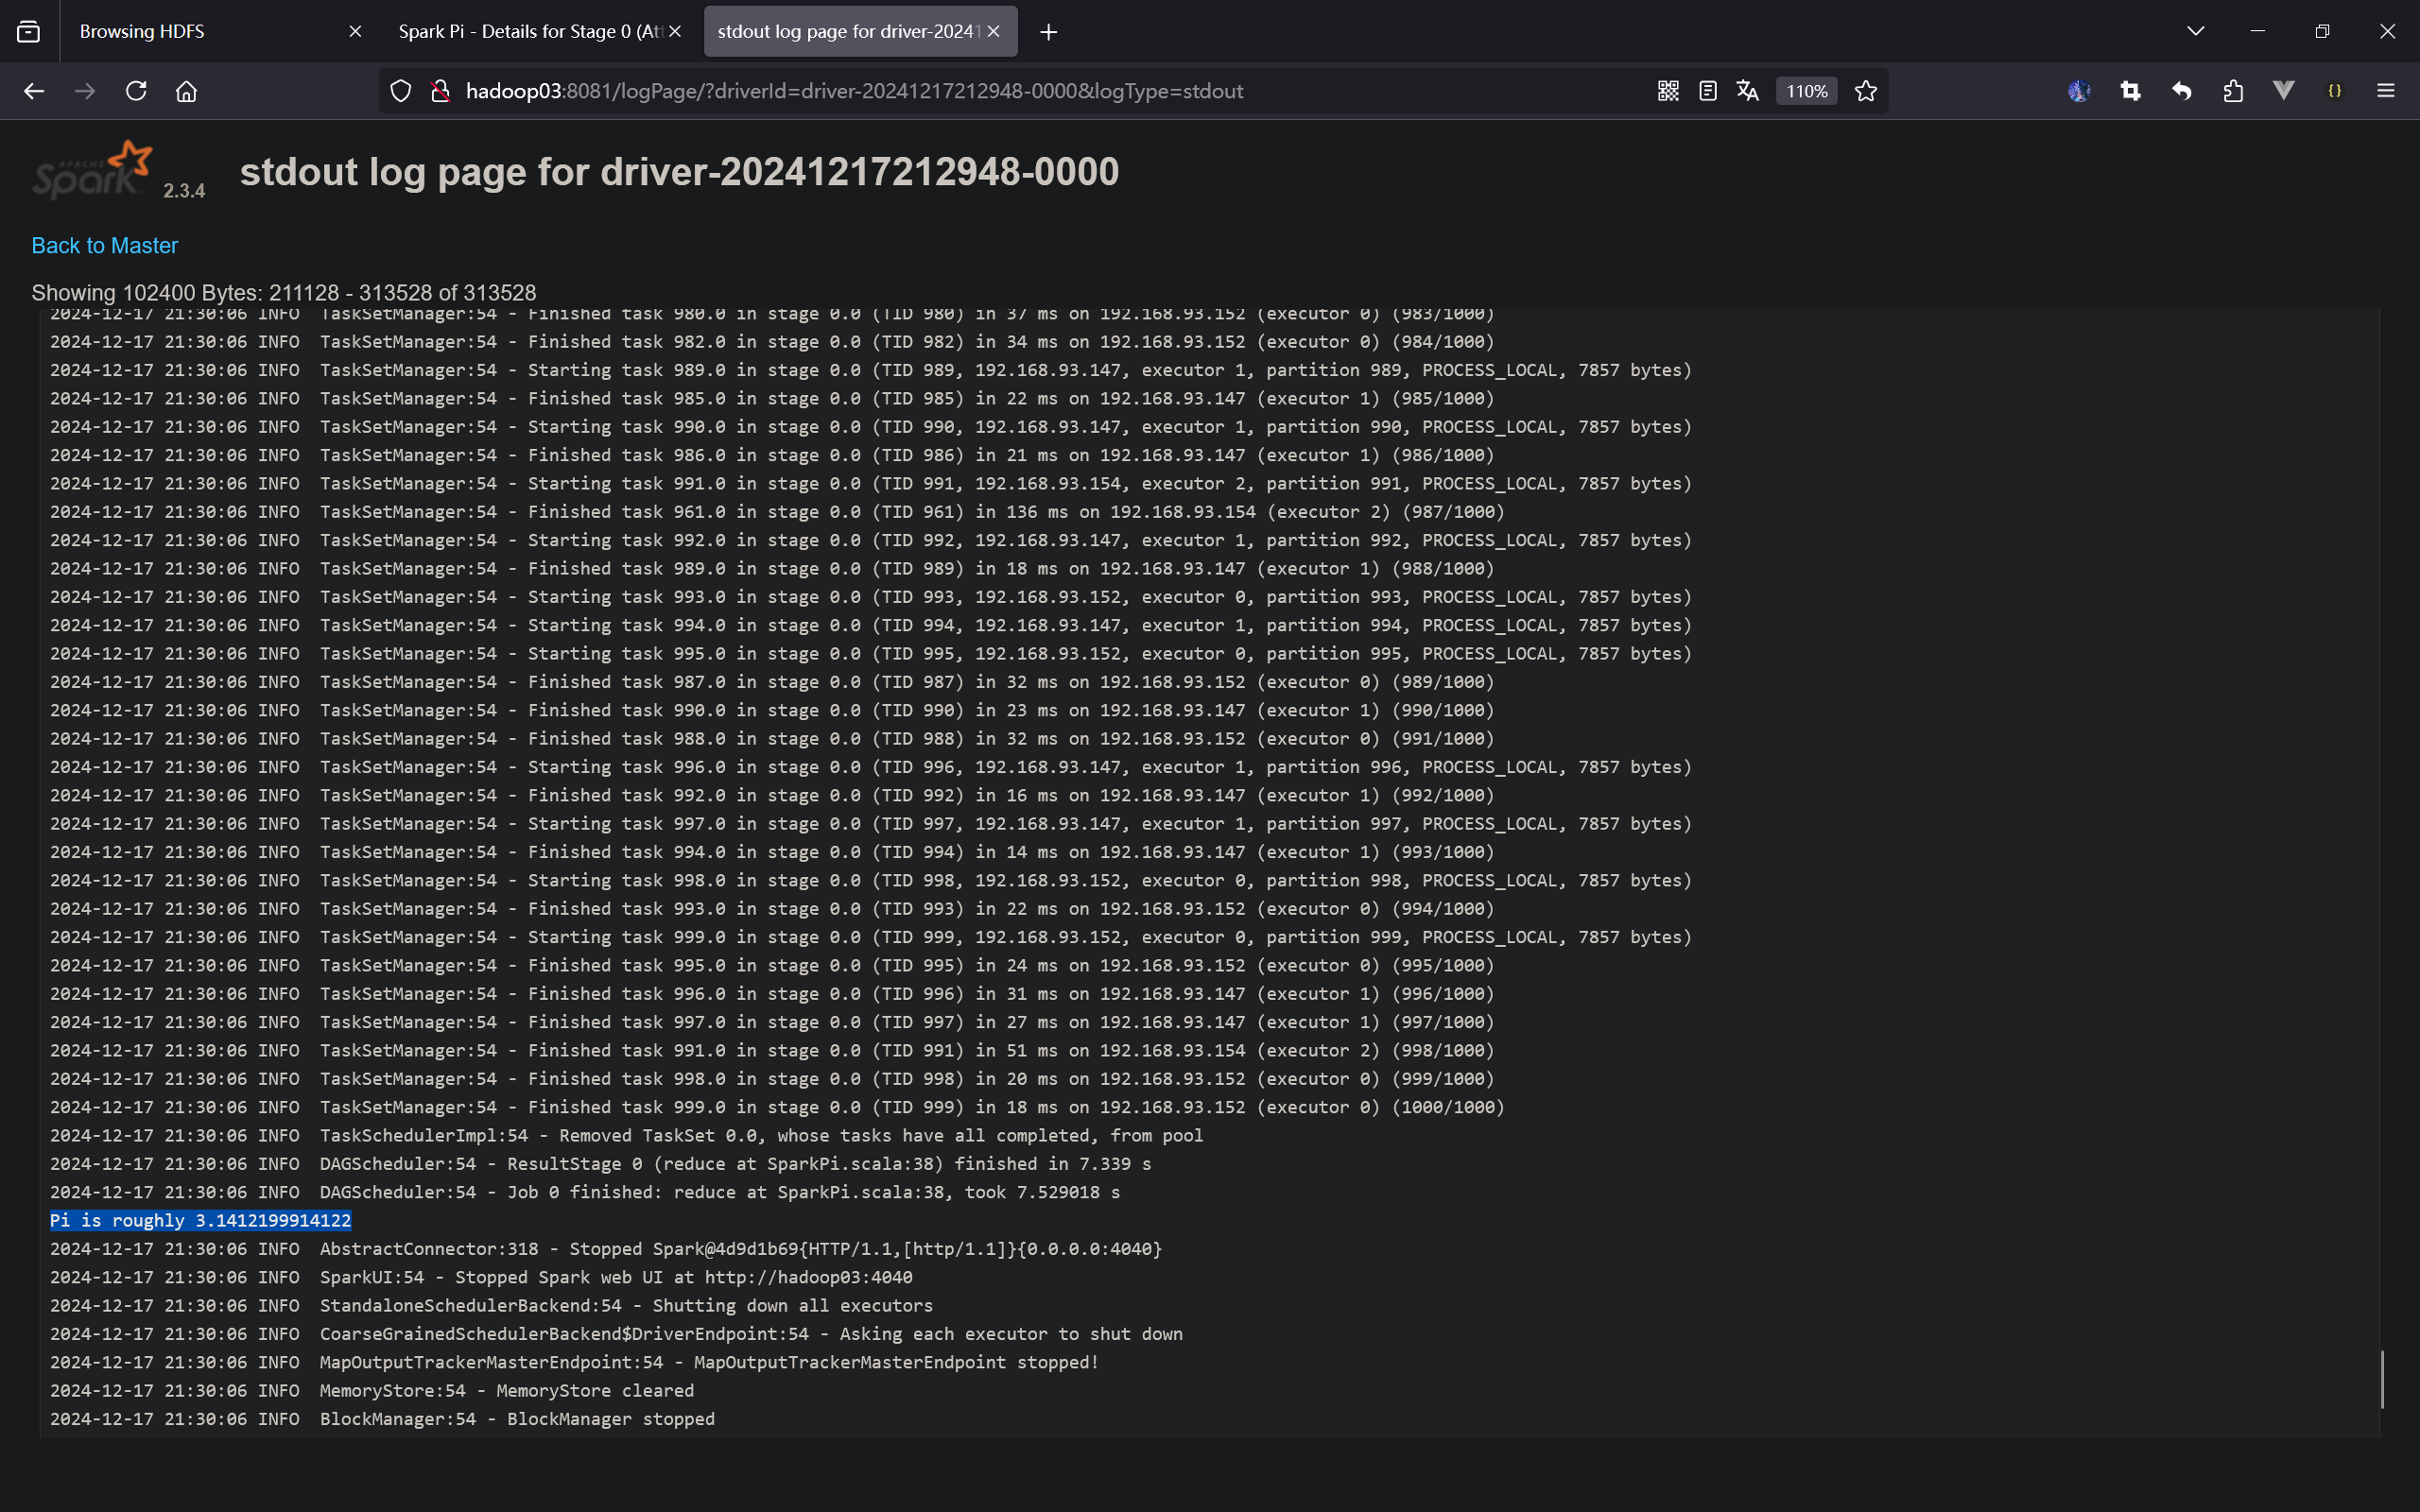 Browsing HDFS
Spark Pi - Details for Stage 0 (Att
stdout log page for driver-20241
hadoop03:8081/logPage/?driverId=driver-20241217212948-0000&logType=stdout
110%
APACHE
Spark 2.3.4
stdout log page for driver-20241217212948-0000
Back to Master
Showing 102400 Bytes: 211128 - 313528 of 313528
2024-12-17 21:30:06 INFO  TaskSetManager:54 - Finished task 980.0 in stage 0.0 (TID 980) in 37 ms on 192.168.93.152 (executor 0) (983/1000)
2024-12-17 21:30:06 INFO  TaskSetManager:54 - Finished task 982.0 in stage 0.0 (TID 982) in 34 ms on 192.168.93.152 (executor 0) (984/1000)
2024-12-17 21:30:06 INFO  TaskSetManager:54 - Starting task 989.0 in stage 0.0 (TID 989, 192.168.93.147, executor 1, partition 989, PROCESS_LOCAL, 7857 bytes)
2024-12-17 21:30:06 INFO  TaskSetManager:54 - Finished task 985.0 in stage 0.0 (TID 985) in 22 ms on 192.168.93.147 (executor 1) (985/1000)
2024-12-17 21:30:06 INFO  TaskSetManager:54 - Starting task 990.0 in stage 0.0 (TID 990, 192.168.93.147, executor 1, partition 990, PROCESS_LOCAL, 7857 bytes)
2024-12-17 21:30:06 INFO  TaskSetManager:54 - Finished task 986.0 in stage 0.0 (TID 986) in 21 ms on 192.168.93.147 (executor 1) (986/1000)
2024-12-17 21:30:06 INFO  TaskSetManager:54 - Starting task 991.0 in stage 0.0 (TID 991, 192.168.93.154, executor 2, partition 991, PROCESS_LOCAL, 7857 bytes)
2024-12-17 21:30:06 INFO  TaskSetManager:54 - Finished task 961.0 in stage 0.0 (TID 961) in 136 ms on 192.168.93.154 (executor 2) (987/1000)
2024-12-17 21:30:06 INFO  TaskSetManager:54 - Starting task 992.0 in stage 0.0 (TID 992, 192.168.93.147, executor 1, partition 992, PROCESS_LOCAL, 7857 bytes)
2024-12-17 21:30:06 INFO  TaskSetManager:54 - Finished task 989.0 in stage 0.0 (TID 989) in 18 ms on 192.168.93.147 (executor 1) (988/1000)
2024-12-17 21:30:06 INFO  TaskSetManager:54 - Starting task 993.0 in stage 0.0 (TID 993, 192.168.93.152, executor 0, partition 993, PROCESS_LOCAL, 7857 bytes)
2024-12-17 21:30:06 INFO  TaskSetManager:54 - Starting task 994.0 in stage 0.0 (TID 994, 192.168.93.147, executor 1, partition 994, PROCESS_LOCAL, 7857 bytes)
2024-12-17 21:30:06 INFO  TaskSetManager:54 - Starting task 995.0 in stage 0.0 (TID 995, 192.168.93.152, executor 0, partition 995, PROCESS_LOCAL, 7857 bytes)
2024-12-17 21:30:06 INFO  TaskSetManager:54 - Finished task 987.0 in stage 0.0 (TID 987) in 32 ms on 192.168.93.152 (executor 0) (989/1000)
2024-12-17 21:30:06 INFO  TaskSetManager:54 - Finished task 990.0 in stage 0.0 (TID 990) in 23 ms on 192.168.93.147 (executor 1) (990/1000)
2024-12-17 21:30:06 INFO  TaskSetManager:54 - Finished task 988.0 in stage 0.0 (TID 988) in 32 ms on 192.168.93.152 (executor 0) (991/1000)
2024-12-17 21:30:06 INFO  TaskSetManager:54 - Starting task 996.0 in stage 0.0 (TID 996, 192.168.93.147, executor 1, partition 996, PROCESS_LOCAL, 7857 bytes)
2024-12-17 21:30:06 INFO  TaskSetManager:54 - Finished task 992.0 in stage 0.0 (TID 992) in 16 ms on 192.168.93.147 (executor 1) (992/1000)
2024-12-17 21:30:06 INFO  TaskSetManager:54 - Starting task 997.0 in stage 0.0 (TID 997, 192.168.93.147, executor 1, partition 997, PROCESS_LOCAL, 7857 bytes)
2024-12-17 21:30:06 INFO  TaskSetManager:54 - Finished task 994.0 in stage 0.0 (TID 994) in 14 ms on 192.168.93.147 (executor 1) (993/1000)
2024-12-17 21:30:06 INFO  TaskSetManager:54 - Starting task 998.0 in stage 0.0 (TID 998, 192.168.93.152, executor 0, partition 998, PROCESS_LOCAL, 7857 bytes)
2024-12-17 21:30:06 INFO  TaskSetManager:54 - Finished task 993.0 in stage 0.0 (TID 993) in 22 ms on 192.168.93.152 (executor 0) (994/1000)
2024-12-17 21:30:06 INFO  TaskSetManager:54 - Starting task 999.0 in stage 0.0 (TID 999, 192.168.93.152, executor 0, partition 999, PROCESS_LOCAL, 7857 bytes)
2024-12-17 21:30:06 INFO  TaskSetManager:54 - Finished task 995.0 in stage 0.0 (TID 995) in 24 ms on 192.168.93.152 (executor 0) (995/1000)
2024-12-17 21:30:06 INFO  TaskSetManager:54 - Finished task 996.0 in stage 0.0 (TID 996) in 31 ms on 192.168.93.147 (executor 1) (996/1000)
2024-12-17 21:30:06 INFO  TaskSetManager:54 - Finished task 997.0 in stage 0.0 (TID 997) in 27 ms on 192.168.93.147 (executor 1) (997/1000)
2024-12-17 21:30:06 INFO  TaskSetManager:54 - Finished task 991.0 in stage 0.0 (TID 991) in 51 ms on 192.168.93.154 (executor 2) (998/1000)
2024-12-17 21:30:06 INFO  TaskSetManager:54 - Finished task 998.0 in stage 0.0 (TID 998) in 20 ms on 192.168.93.152 (executor 0) (999/1000)
2024-12-17 21:30:06 INFO  TaskSetManager:54 - Finished task 999.0 in stage 0.0 (TID 999) in 18 ms on 192.168.93.152 (executor 0) (1000/1000)
2024-12-17 21:30:06 INFO  TaskSchedulerImpl:54 - Removed TaskSet 0.0, whose tasks have all completed, from pool
2024-12-17 21:30:06 INFO  DAGScheduler:54 - ResultStage 0 (reduce at SparkPi.scala:38) finished in 7.339 s
2024-12-17 21:30:06 INFO  DAGScheduler:54 - Job 0 finished: reduce at SparkPi.scala:38, took 7.529018 s
Pi is roughly 3.1412199914122
2024-12-17 21:30:06 INFO  AbstractConnector:318 - Stopped Spark@4d9d1b69{HTTP/1.1,[http/1.1]}{0.0.0.0:4040}
2024-12-17 21:30:06 INFO  SparkUI:54 - Stopped Spark web UI at http://hadoop03:4040
2024-12-17 21:30:06 INFO  StandaloneSchedulerBackend:54 - Shutting down all executors
2024-12-17 21:30:06 INFO  CoarseGrainedSchedulerBackend$DriverEndpoint:54 - Asking each executor to shut down
2024-12-17 21:30:06 INFO  MapOutputTrackerMasterEndpoint:54 - MapOutputTrackerMasterEndpoint stopped!
2024-12-17 21:30:06 INFO  MemoryStore:54 - MemoryStore cleared
2024-12-17 21:30:06 INFO  BlockManager:54 - BlockManager stopped